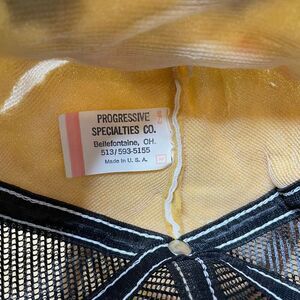 PROGRESSIVE
SPECIALTIES CO.
Bellefontaine, OH.
513/593-5155
Made In U. S. A.